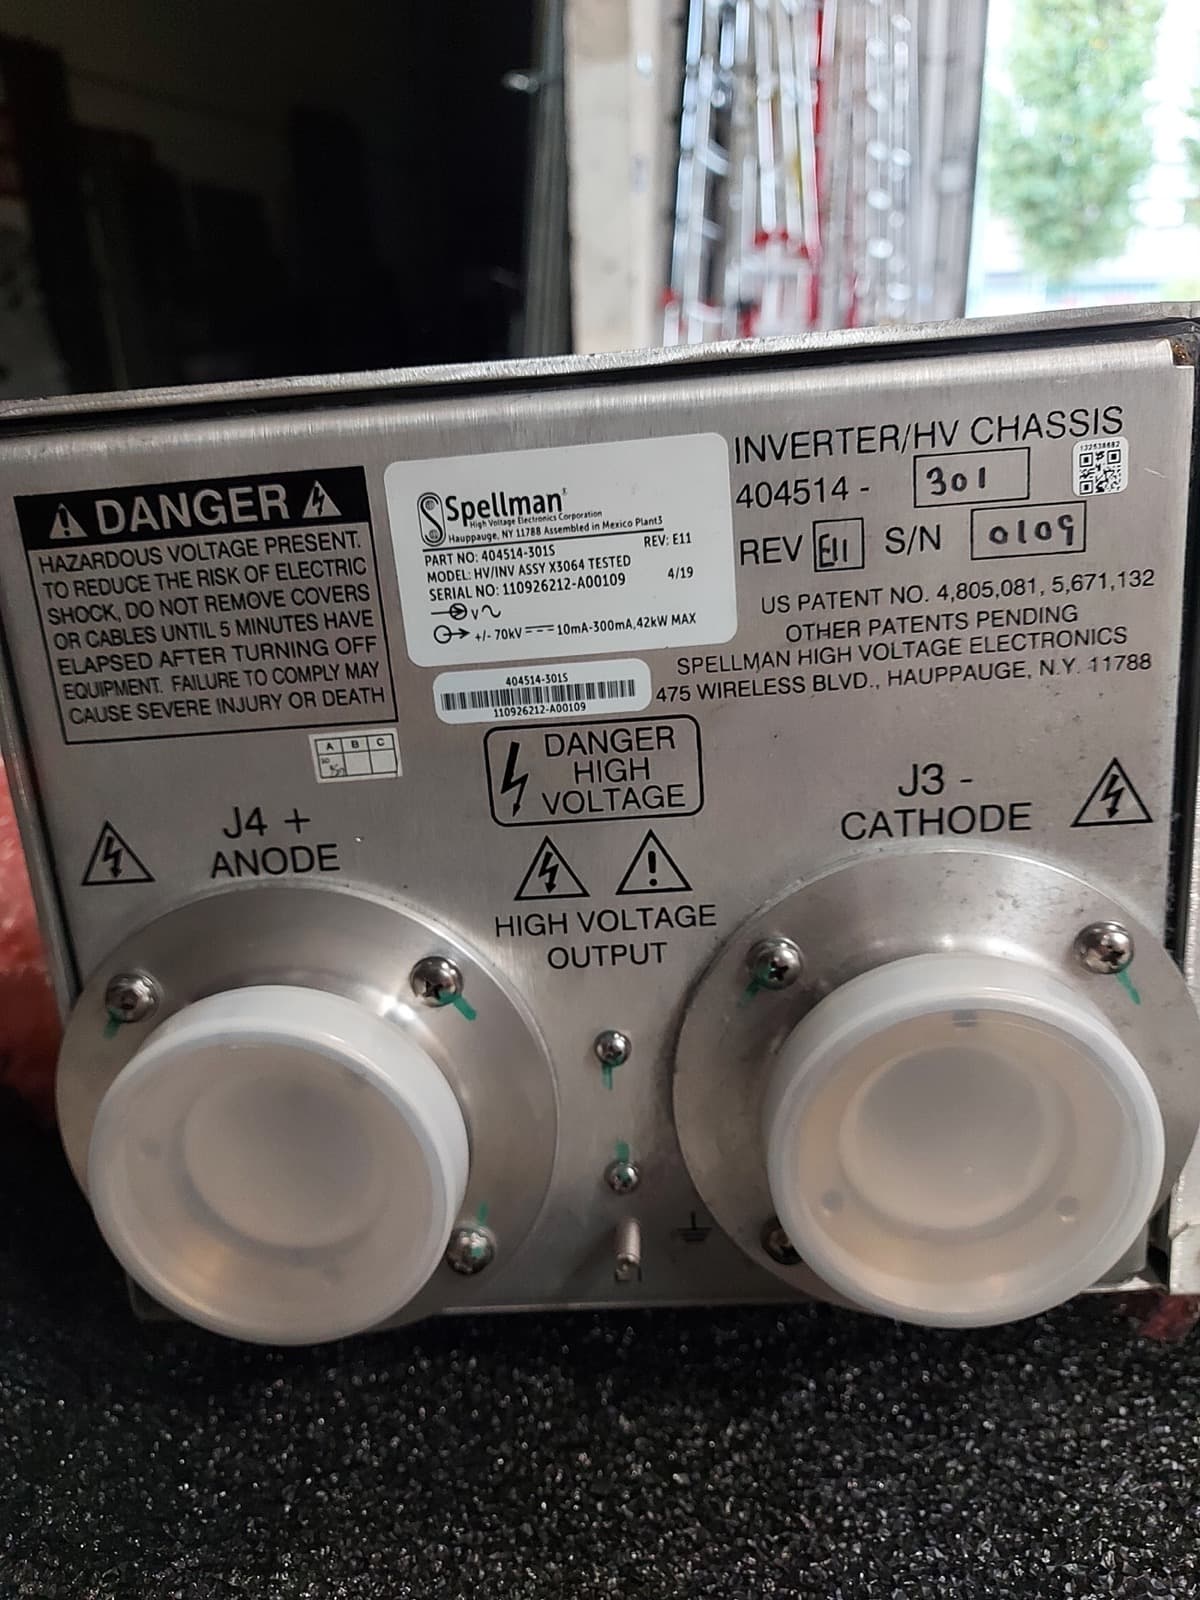 DANGER
HAZARDOUS VOLTAGE PRESENT.
TO REDUCE THE RISK OF ELECTRIC
SHOCK, DO NOT REMOVE COVERS
OR CABLES UNTIL 5 MINUTES HAVE
ELAPSED AFTER TURNING OFF
EQUIPMENT. FAILURE TO COMPLY MAY
CAUSE SEVERE INJURY OR DEATH
Spellman
High Voltage Electronics Corporation
Hauppauge, NY 11788 Assembled in Mexico Plant3
PART NO: 404514-301S REV: E11
MODEL: HV/INV ASSY X3064 TESTED
SERIAL NO: 110926212-A00109 4/19
V
+/- 70kV 10mA-300mA, 42kW MAX
404514-301S
110926212-A00109
INVERTER/HV CHASSIS
132538682
404514 - 301
REV E11 S/N 0109
US PATENT NO. 4,805,081, 5,671,132
OTHER PATENTS PENDING
SPELLMAN HIGH VOLTAGE ELECTRONICS
475 WIRELESS BLVD., HAUPPAUGE, N.Y. 11788
A B C
DANGER
HIGH
VOLTAGE
J4 +
ANODE
J3 -
CATHODE
HIGH VOLTAGE
OUTPUT